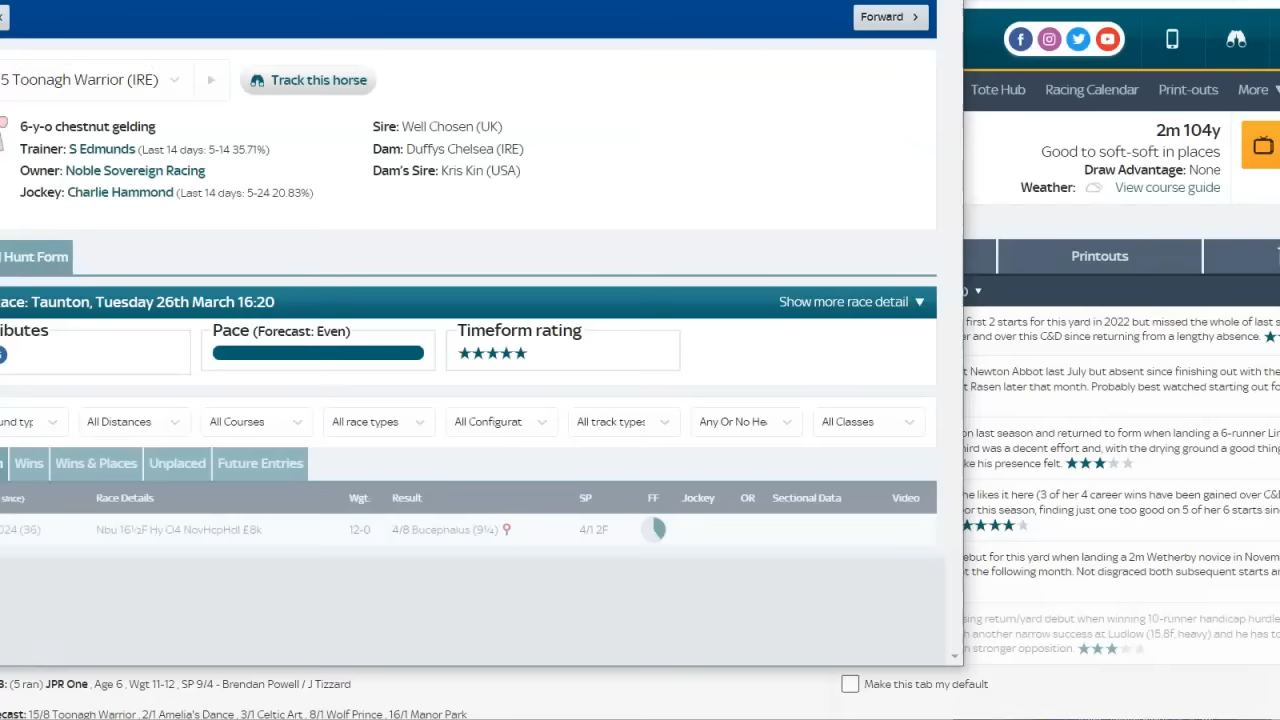 Forward >
5 Toonagh Warrior (IRE)
Track this horse
6-y-o chestnut gelding
Trainer: S Edmunds (Last 14 days: 5-14 35.71%)
Owner: Noble Sovereign Racing
Jockey: Charlie Hammond (Last 14 days: 5-24 20.83%)
Sire: Well Chosen (UK)
Dam: Duffys Chelsea (IRE)
Dam's Sire: Kris Kin (USA)
Hunt Form
ace: Taunton, Tuesday 26th March 16:20
Show more race detail ▼
ibutes
Pace (Forecast: Even)
Timeform rating
★★★★★
und typ
All Distances
All Courses
All race types
All Configurat
All track types
Any Or No He
All Classes
Wins
Wins & Places
Unplaced
Future Entries
since)
Race Details
Wgt.
Result
SP
FF
Jockey
OR
Sectional Data
Video
024 (36)
Nbu 16½F Hy C4 NovHcpHdl £8k
12-0
4/8 Bucephalus (9¼)
4/1 2F
3: (5 ran) JPR One , Age 6 , Wgt 11-12 , SP 9/4 - Brendan Powell / J Tizzard
Make this tab my default
ecast: 15/8 Toonagh Warrior , 2/1 Amelia's Dance , 3/1 Celtic Art , 8/1 Wolf Prince , 16/1 Manor Park
Tote Hub
Racing Calendar
Print-outs
More ▼
2m 104y
Good to soft-soft in places
Draw Advantage: None
Weather:
View course guide
Printouts
first 2 starts for this yard in 2022 but missed the whole of last s
r and over this C&D since returning from a lengthy absence.
t Newton Abbot last July but absent since finishing out with the
t Rasen later that month. Probably best watched starting out fo
on last season and returned to form when landing a 6-runner Lin
hird was a decent effort and, with the drying ground a good thing
ke his presence felt. ★★★☆☆
he likes it here (3 of her 4 career wins have been gained over C&D
or this season, finding just one too good on 5 of her 6 starts sin
★★★★☆
ebut for this yard when landing a 2m Wetherby novice in Novem
t the following month. Not disgraced both subsequent starts an
sing return/yard debut when winning 10-runner handicap hurdle
h another narrow success at Ludlow (15.8f, heavy) and he has to
n stronger opposition. ★★★☆☆